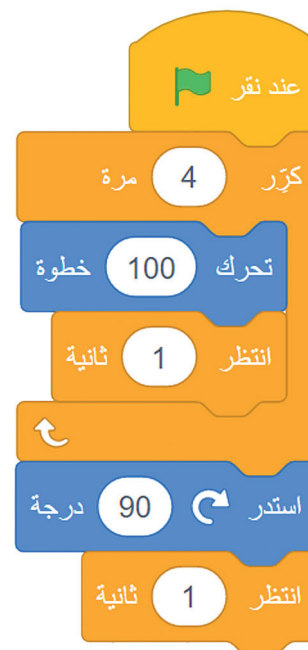 عند نقر
كرِّر 4 مرة
تحرك 100 خطوة
انتظر 1 ثانية
استدر 90 درجة
انتظر 1 ثانية